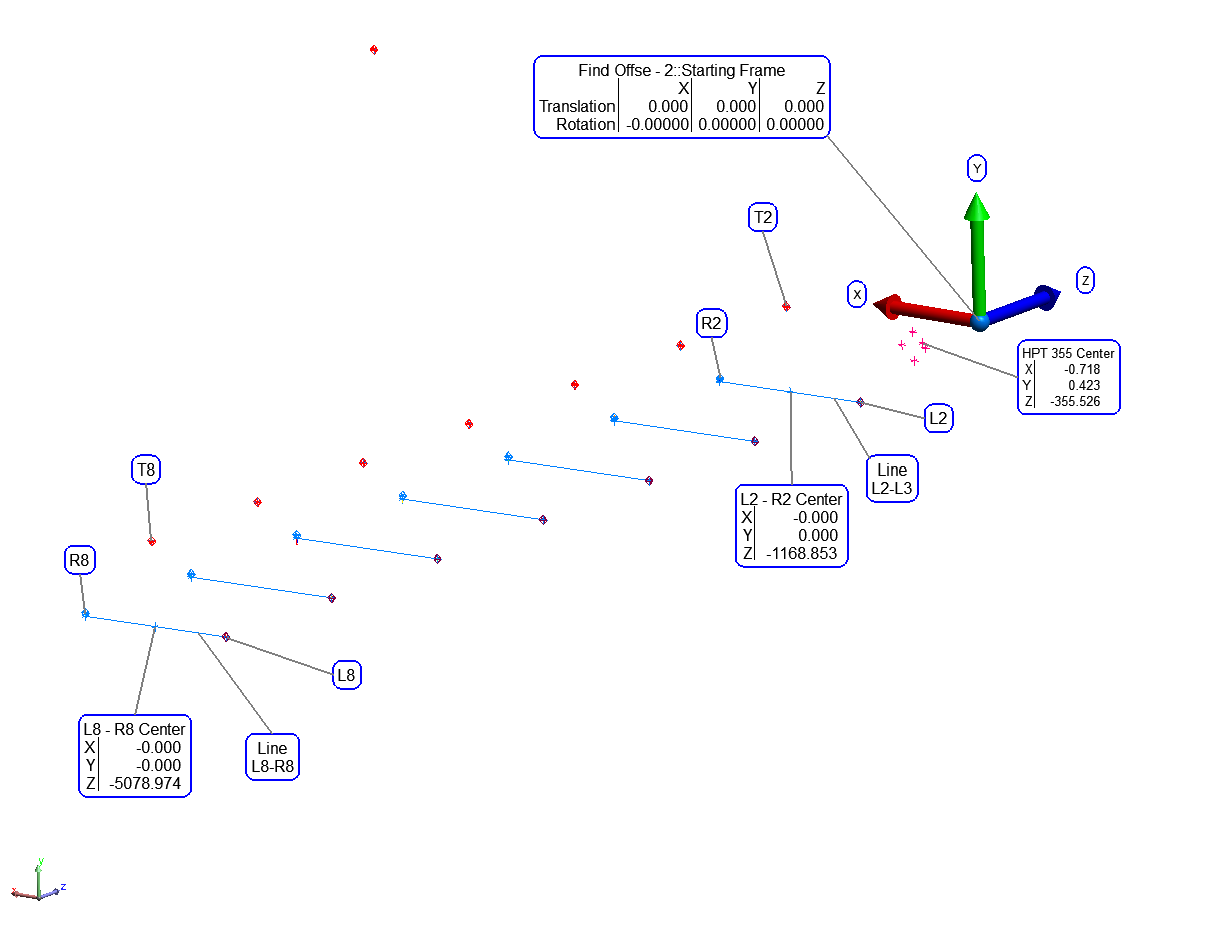 Find Offse - 2::Starting Frame
X Y Z
Translation 0.000 0.000 0.000
Rotation -0.00000 0.00000 0.00000
Y
T2
X
Z
R2
HPT 355 Center
X -0.718
Y 0.423
Z -355.526
L2
T8
Line
L2-L3
L2 - R2 Center
X -0.000
Y 0.000
Z -1168.853
R8
L8
L8 - R8 Center
X -0.000
Y -0.000
Z -5078.974
Line
L8-R8
y
x
z